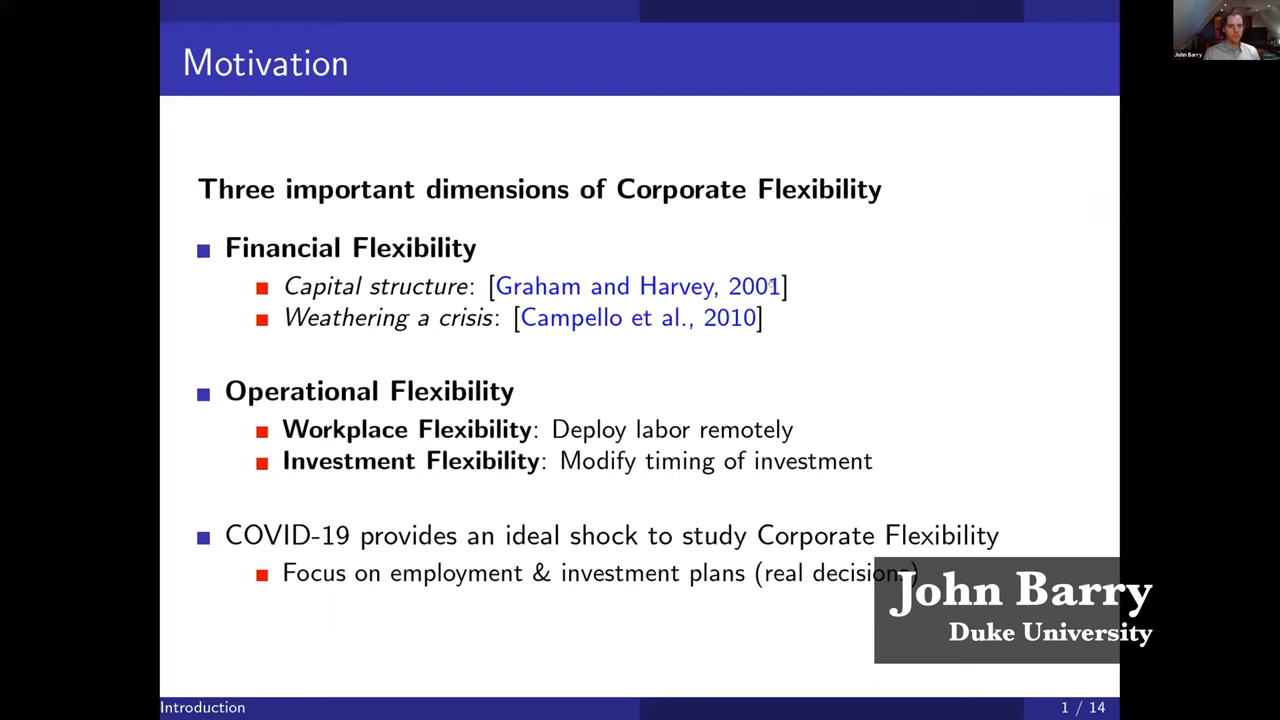 Motivation
John Barry
Three important dimensions of Corporate Flexibility
Financial Flexibility
Capital structure: [Graham and Harvey, 2001]
Weathering a crisis: [Campello et al., 2010]
Operational Flexibility
Workplace Flexibility: Deploy labor remotely
Investment Flexibility: Modify timing of investment
COVID-19 provides an ideal shock to study Corporate Flexibility
Focus on employment & investment plans (real decisions)
John Barry
Duke University
Introduction
1 / 14